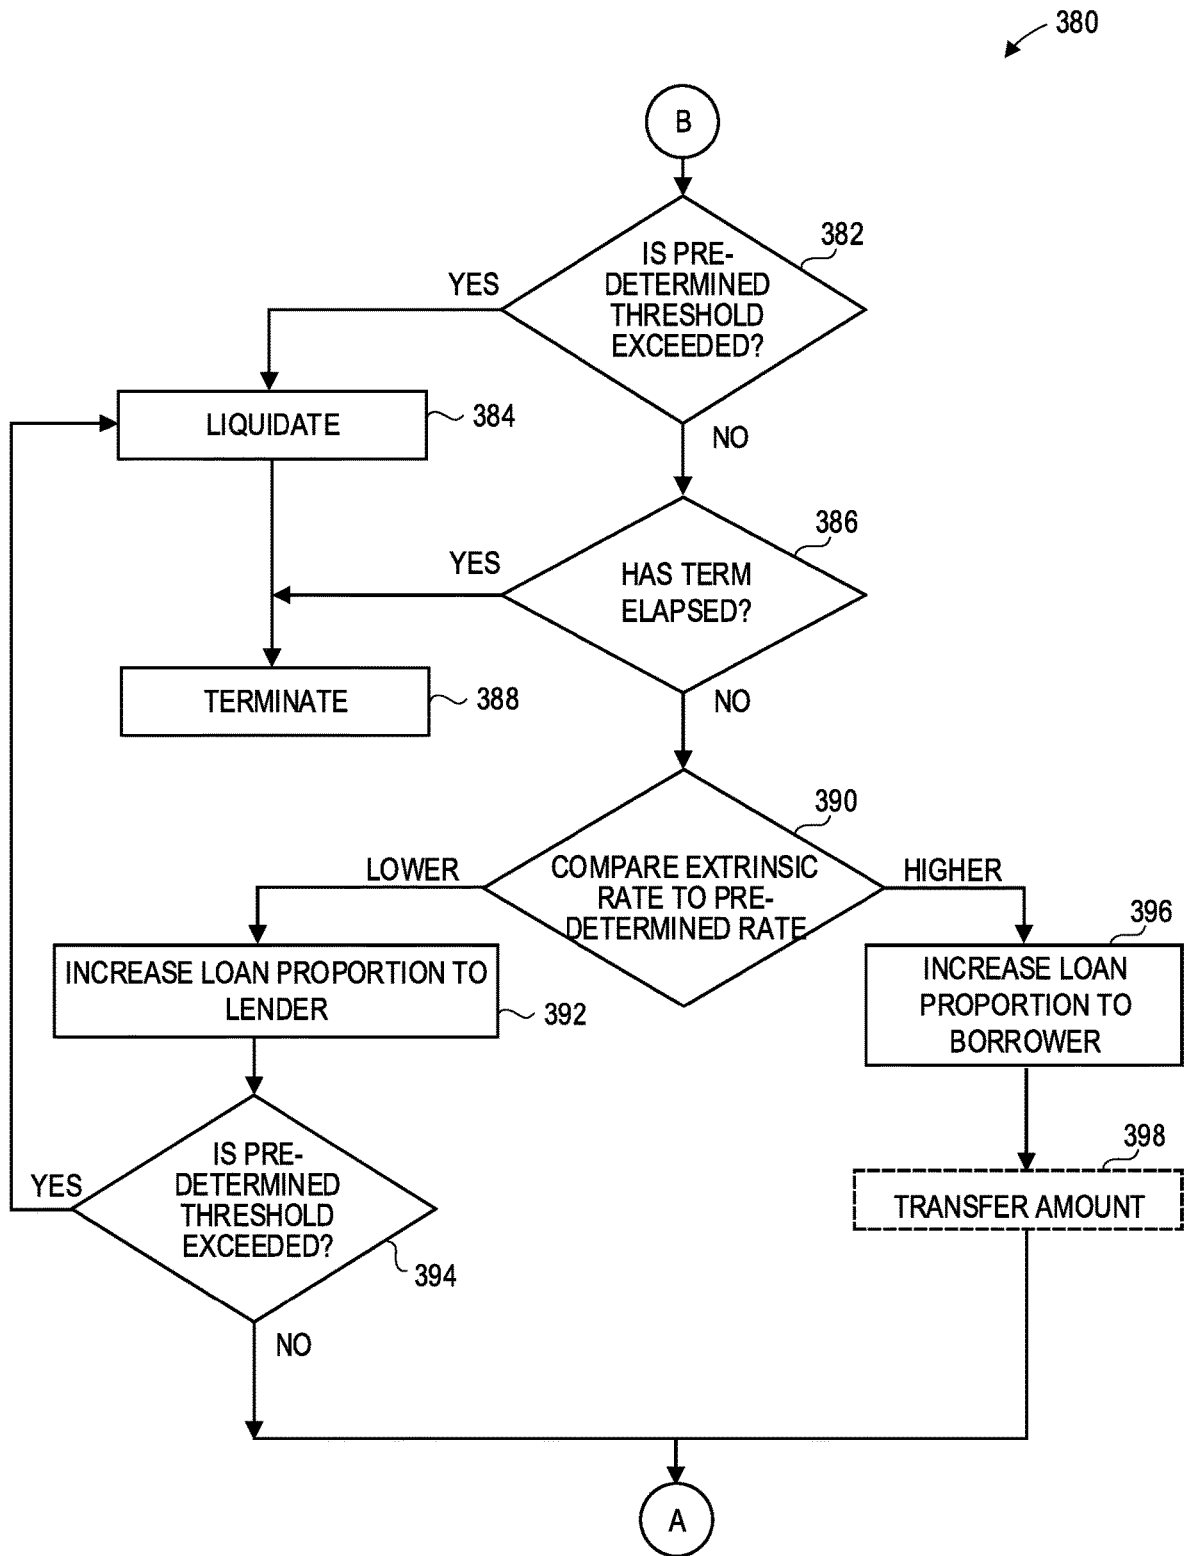 380
B
382
IS PRE-
DETERMINED
THRESHOLD
EXCEEDED?
YES
LIQUIDATE
384
NO
386
YES
HAS TERM
ELAPSED?
TERMINATE
388
NO
390
LOWER
COMPARE EXTRINSIC
RATE TO PRE-
DETERMINED RATE
HIGHER
396
INCREASE LOAN PROPORTION TO
LENDER
392
INCREASE LOAN
PROPORTION TO
BORROWER
IS PRE-
DETERMINED
THRESHOLD
EXCEEDED?
YES
394
398
TRANSFER AMOUNT
NO
A